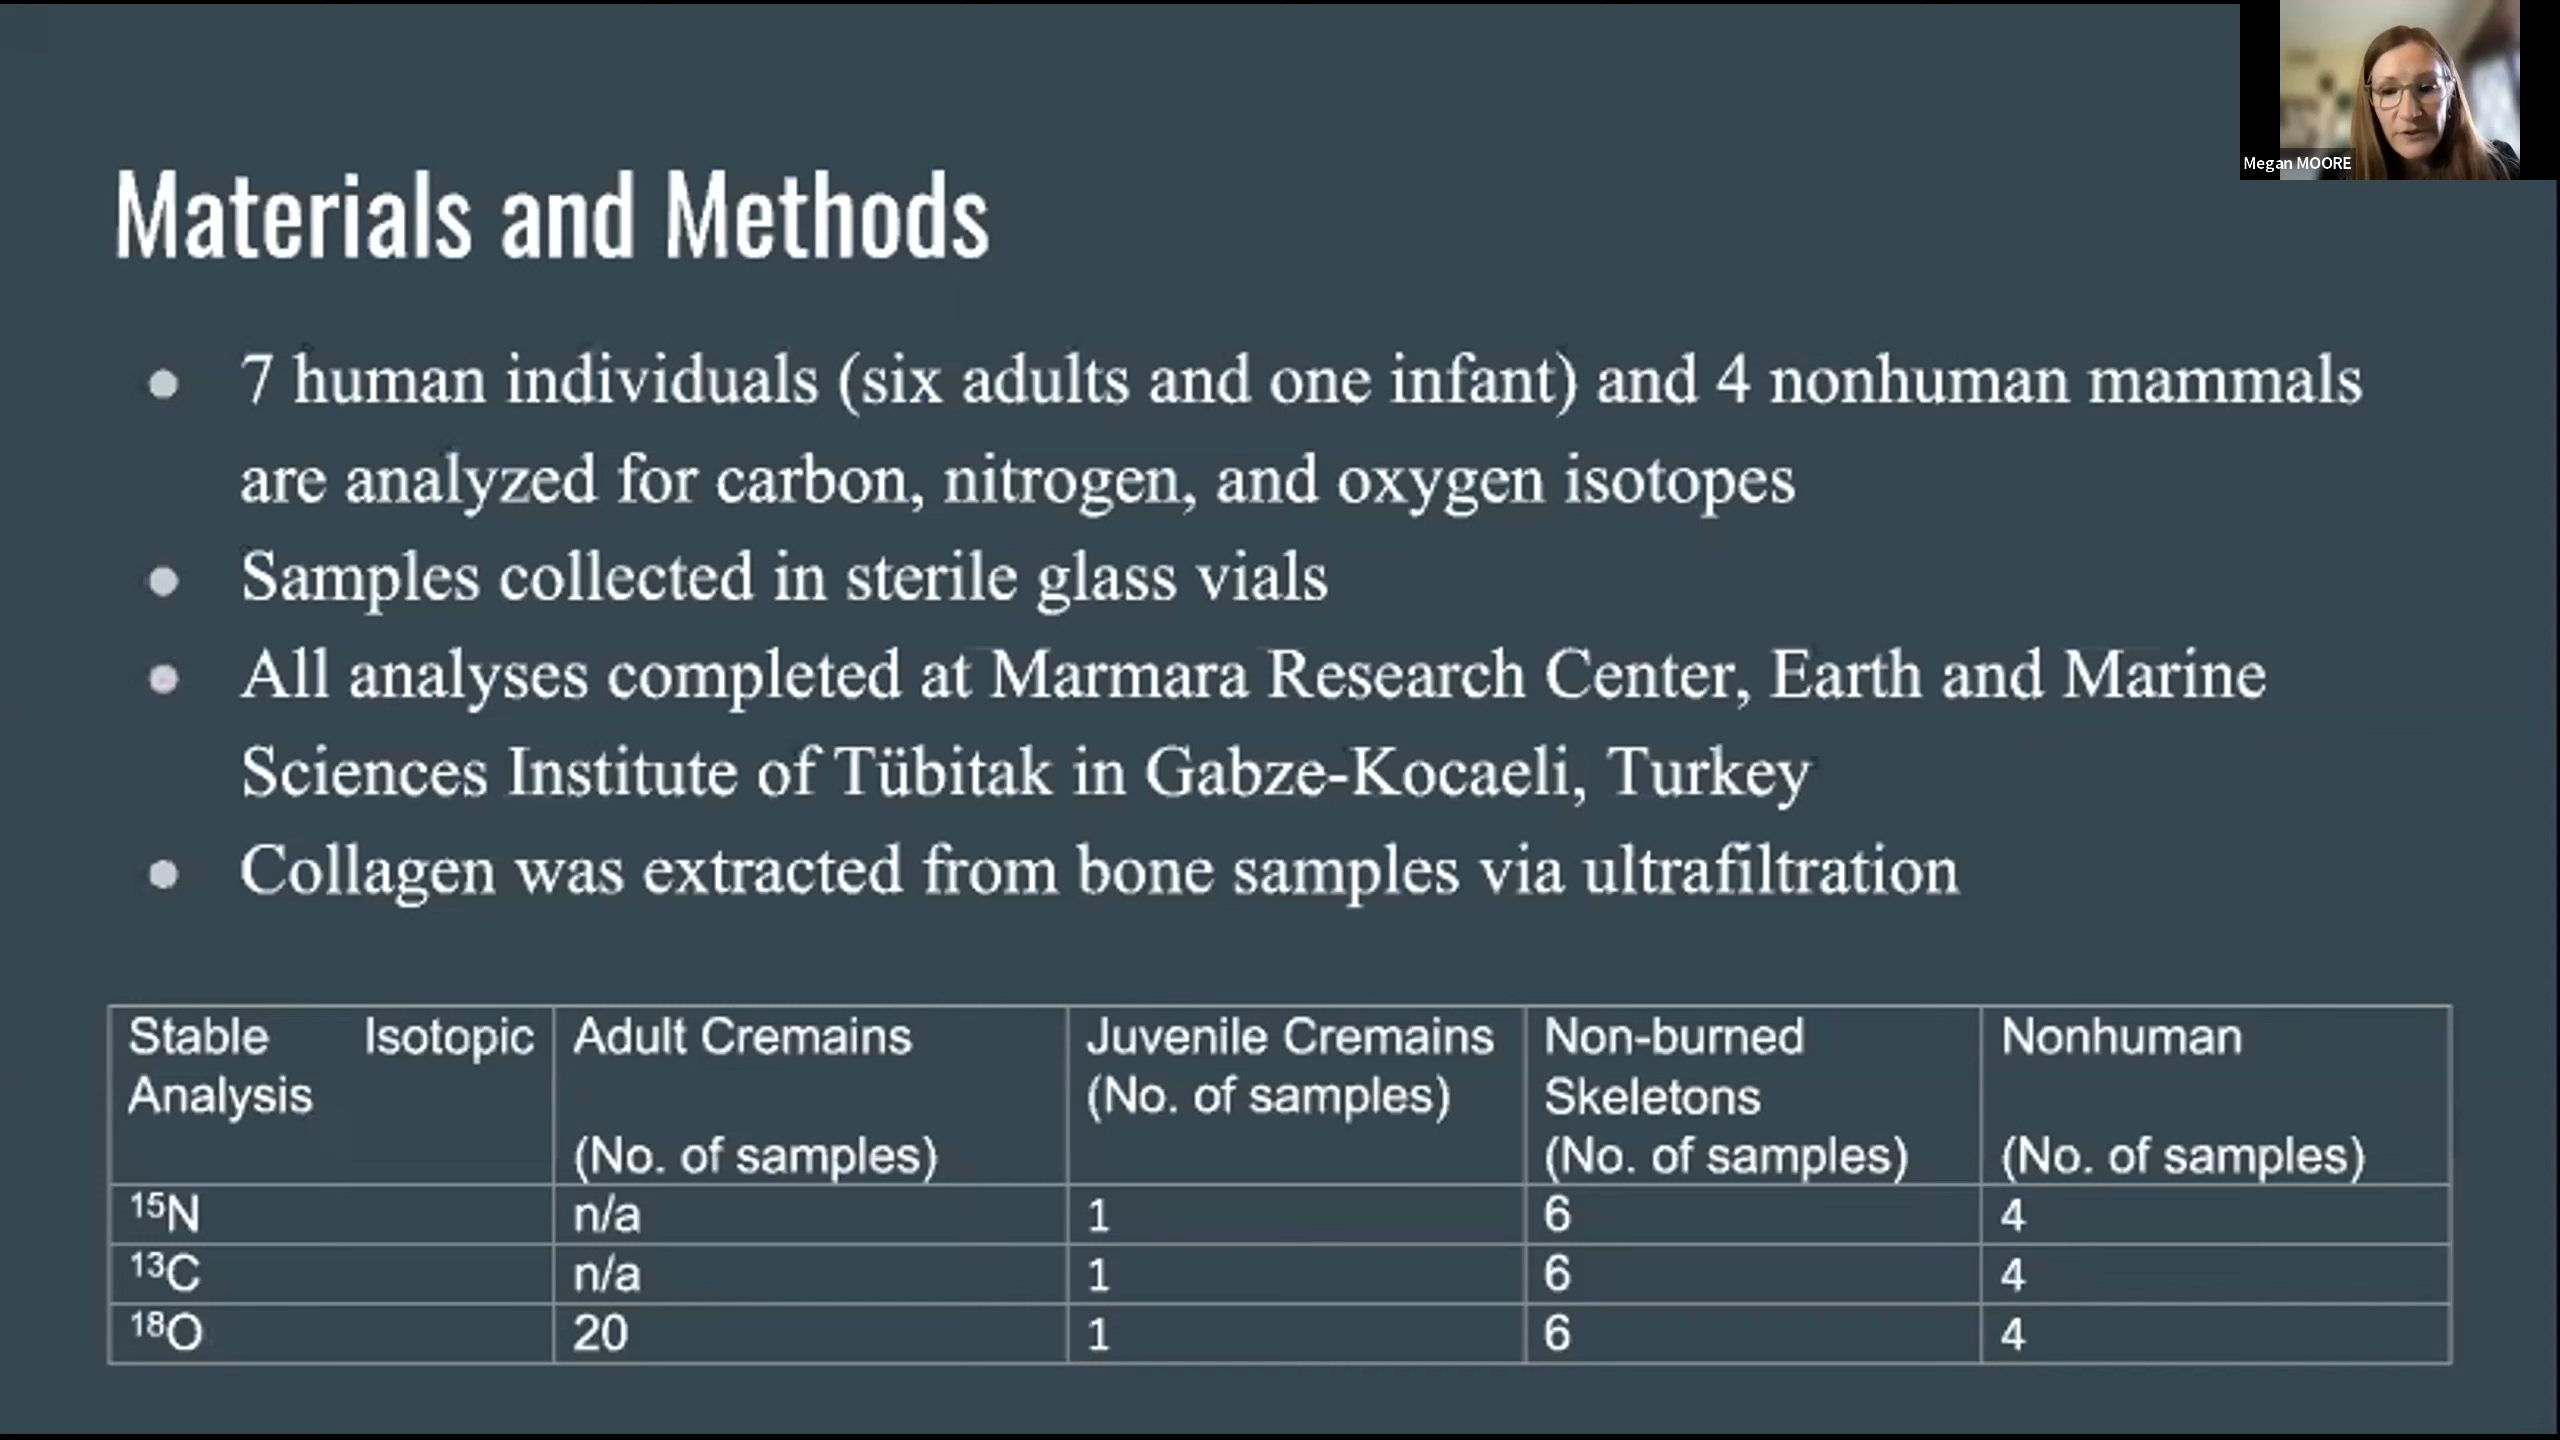 Megan MOORE
Materials and Methods
● 7 human individuals (six adults and one infant) and 4 nonhuman mammals
are analyzed for carbon, nitrogen, and oxygen isotopes
● Samples collected in sterile glass vials
● All analyses completed at Marmara Research Center, Earth and Marine
Sciences Institute of Tübitak in Gabze-Kocaeli, Turkey
● Collagen was extracted from bone samples via ultrafiltration
Stable Isotopic Analysis | Adult Cremains (No. of samples) | Juvenile Cremains (No. of samples) | Non-burned Skeletons (No. of samples) | Nonhuman (No. of samples)
¹⁵N | n/a | 1 | 6 | 4
¹³C | n/a | 1 | 6 | 4
¹⁸O | 20 | 1 | 6 | 4